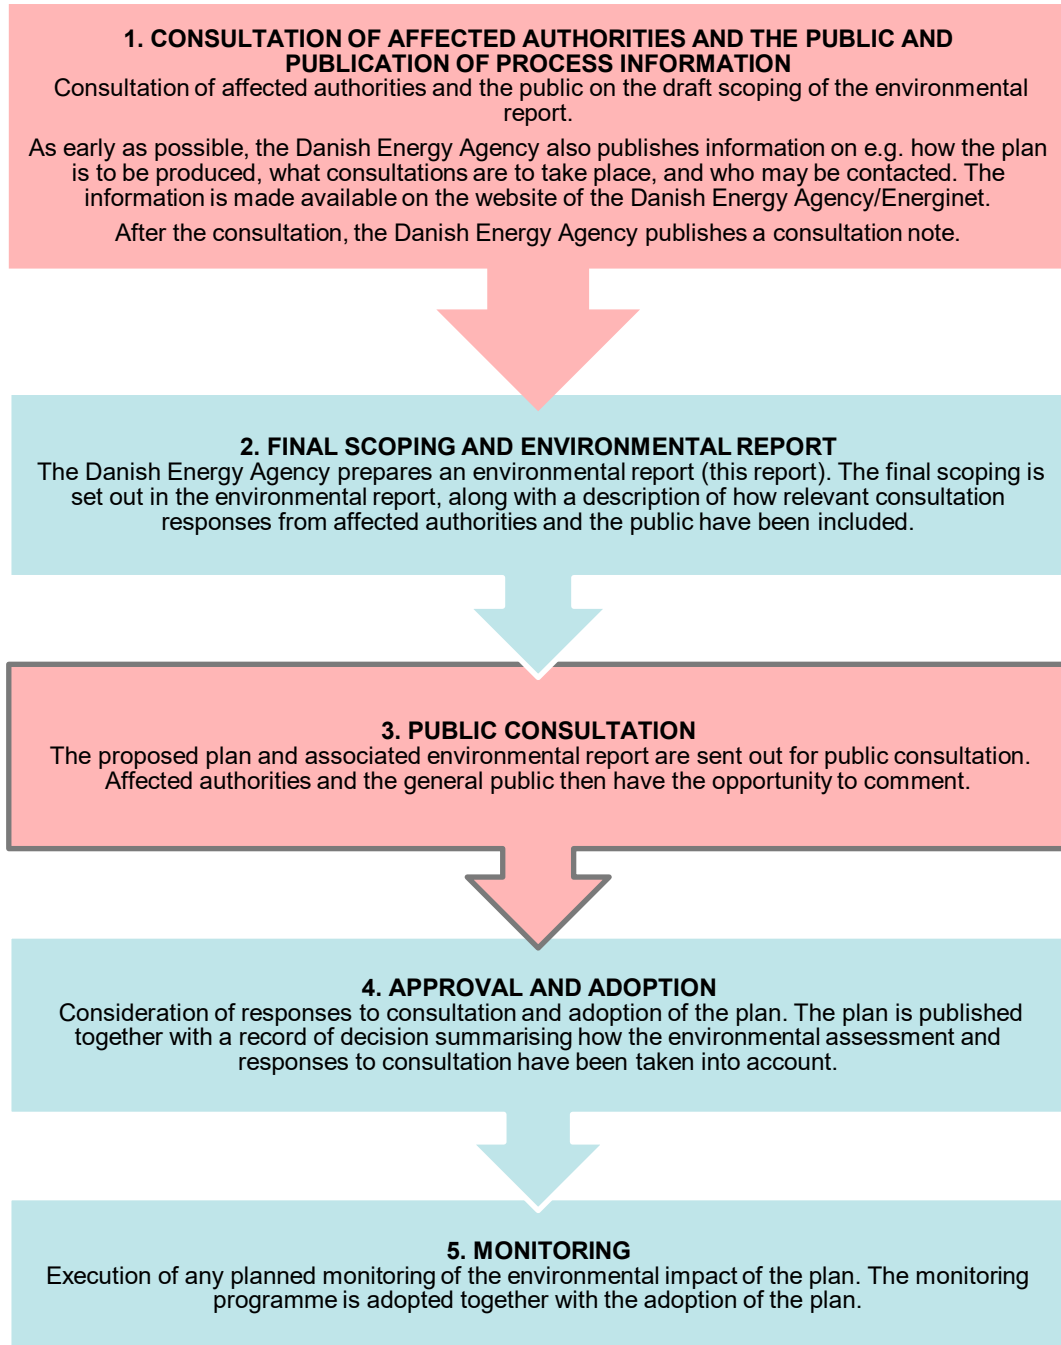 1. CONSULTATION OF AFFECTED AUTHORITIES AND THE PUBLIC AND
PUBLICATION OF PROCESS INFORMATION
Consultation of affected authorities and the public on the draft scoping of the environmental
report.
As early as possible, the Danish Energy Agency also publishes information on e.g. how the plan
is to be produced, what consultations are to take place, and who may be contacted. The
information is made available on the website of the Danish Energy Agency/Energinet.
After the consultation, the Danish Energy Agency publishes a consultation note.
2. FINAL SCOPING AND ENVIRONMENTAL REPORT
The Danish Energy Agency prepares an environmental report (this report). The final scoping is
set out in the environmental report, along with a description of how relevant consultation
responses from affected authorities and the public have been included.
3. PUBLIC CONSULTATION
The proposed plan and associated environmental report are sent out for public consultation.
Affected authorities and the general public then have the opportunity to comment.
4. APPROVAL AND ADOPTION
Consideration of responses to consultation and adoption of the plan. The plan is published
together with a record of decision summarising how the environmental assessment and
responses to consultation have been taken into account.
5. MONITORING
Execution of any planned monitoring of the environmental impact of the plan. The monitoring
programme is adopted together with the adoption of the plan.